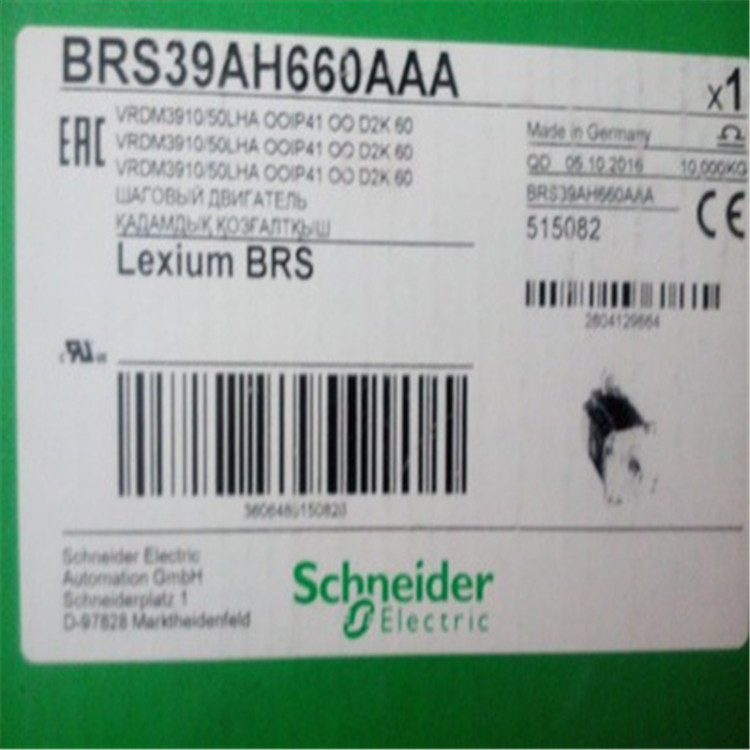 BRS39AH660AAA
x1
EAC
VRDM3910/50LHA OOIP41 OO D2K 60
VRDM3910/50LHA OOIP41 OO D2K 60
VRDM3910/50LHA OOIP41 OO D2K 60
ШАГОВЫЙ ДВИГАТЕЛЬ
ҚАДАМДЫҚ ҚОЗҒАЛТҚЫШ
Lexium BRS
Made in Germany
QD 05.10.2016 10,000KG
BRS39AH660AAA
515082
CE
2604129664
Schneider Electric
Automation GmbH
Schneiderplatz 1
D-97828 Marktheidenfeld
Schneider
Electric